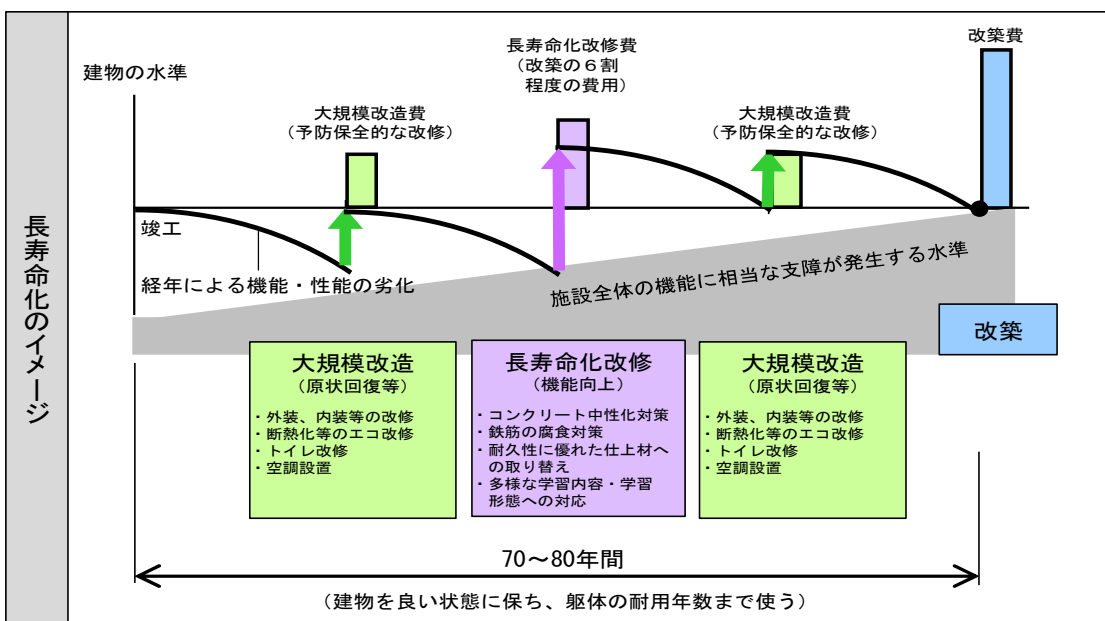 長寿命化のイメージ
建物の水準
大規模改造費
（予防保全的な改修）
長寿命化改修費
（改築の６割
程度の費用）
大規模改造費
（予防保全的な改修）
改築費
竣工
経年による機能・性能の劣化
施設全体の機能に相当な支障が発生する水準
大規模改造
（原状回復等）
・外装、内装等の改修
・断熱化等のエコ改修
・トイレ改修
・空調設置
長寿命化改修
（機能向上）
・コンクリート中性化対策
・鉄筋の腐食対策
・耐久性に優れた仕上材へ
の取り替え
・多様な学習内容・学習
形態への対応
大規模改造
（原状回復等）
・外装、内装等の改修
・断熱化等のエコ改修
・トイレ改修
・空調設置
改築
70～80年間
（建物を良い状態に保ち、躯体の耐用年数まで使う）